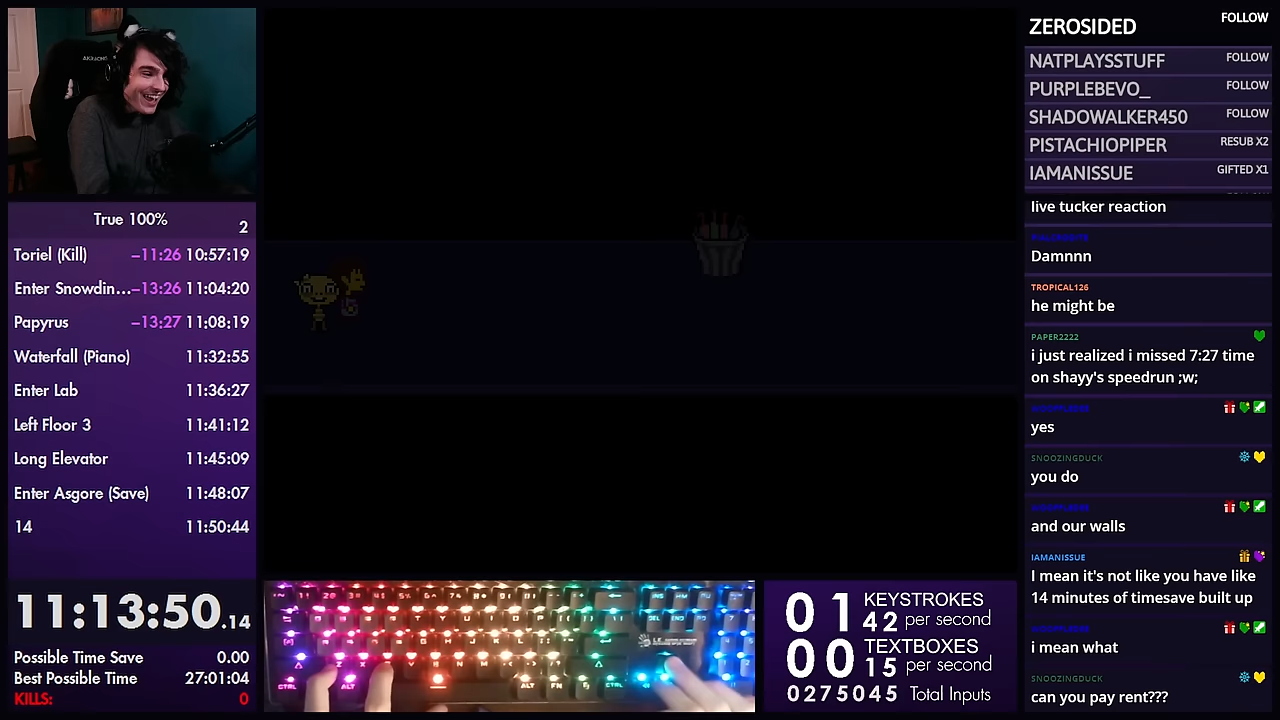 AKRACING
True 100%
2
Toriel (Kill) −11:26 10:57:19
Enter Snowdin... −13:26 11:04:20
Papyrus −13:27 11:08:19
Waterfall (Piano) 11:32:55
Enter Lab 11:36:27
Left Floor 3 11:41:12
Long Elevator 11:45:09
Enter Asgore (Save) 11:48:07
14 11:50:44
11:13:50.14
Possible Time Save 0.00
Best Possible Time 27:01:04
KILLS: 0
01 KEYSTROKES
42 per second
00 TEXTBOXES
15 per second
0275045 Total Inputs
ZEROSIDED FOLLOW
NATPLAYSSTUFF FOLLOW
PURPLEBEVO_ FOLLOW
SHADOWALKER450 FOLLOW
PISTACHIOPIPER RESUB X2
IAMANISSUE GIFTED X1
live tucker reaction
Damnnn
TROPICAL126
he might be
PAPER2222
i just realized i missed 7:27 time
on shayy's speedrun ;w;
yes
SNOOZINGDUCK
you do
and our walls
IAMANISSUE
I mean it's not like you have like
14 minutes of timesave built up
i mean what
SNOOZINGDUCK
can you pay rent???